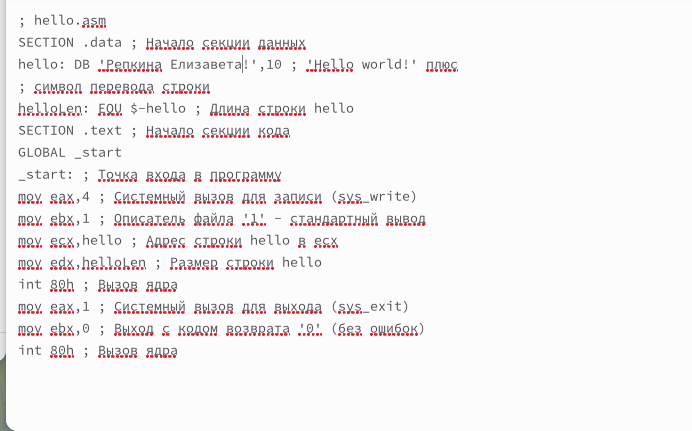 ; hello.asm
SECTION .data ; Начало секции данных
hello: DB 'Репкина Елизавета!',10 ; 'Hello world!' плюс
; символ перевода строки
helloLen: EQU $-hello ; Длина строки hello
SECTION .text ; Начало секции кода
GLOBAL _start
_start: ; Точка входа в программу
mov eax,4 ; Системный вызов для записи (sys_write)
mov ebx,1 ; Описатель файла '1' - стандартный вывод
mov ecx,hello ; Адрес строки hello в ecx
mov edx,helloLen ; Размер строки hello
int 80h ; Вызов ядра
mov eax,1 ; Системный вызов для выхода (sys_exit)
mov ebx,0 ; Выход с кодом возврата '0' (без ошибок)
int 80h ; Вызов ядра